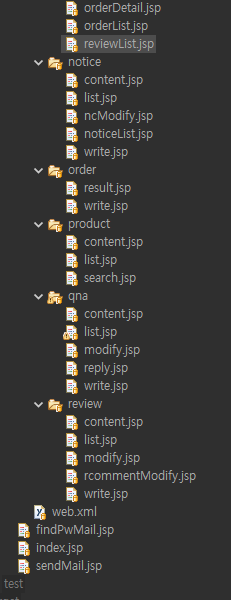 orderDetail.jsp
orderList.jsp
reviewList.jsp
notice
content.jsp
list.jsp
ncModify.jsp
noticeList.jsp
write.jsp
order
result.jsp
write.jsp
product
content.jsp
list.jsp
search.jsp
qna
content.jsp
list.jsp
modify.jsp
reply.jsp
write.jsp
review
content.jsp
list.jsp
modify.jsp
rcommentModify.jsp
write.jsp
web.xml
findPwMail.jsp
index.jsp
sendMail.jsp
test